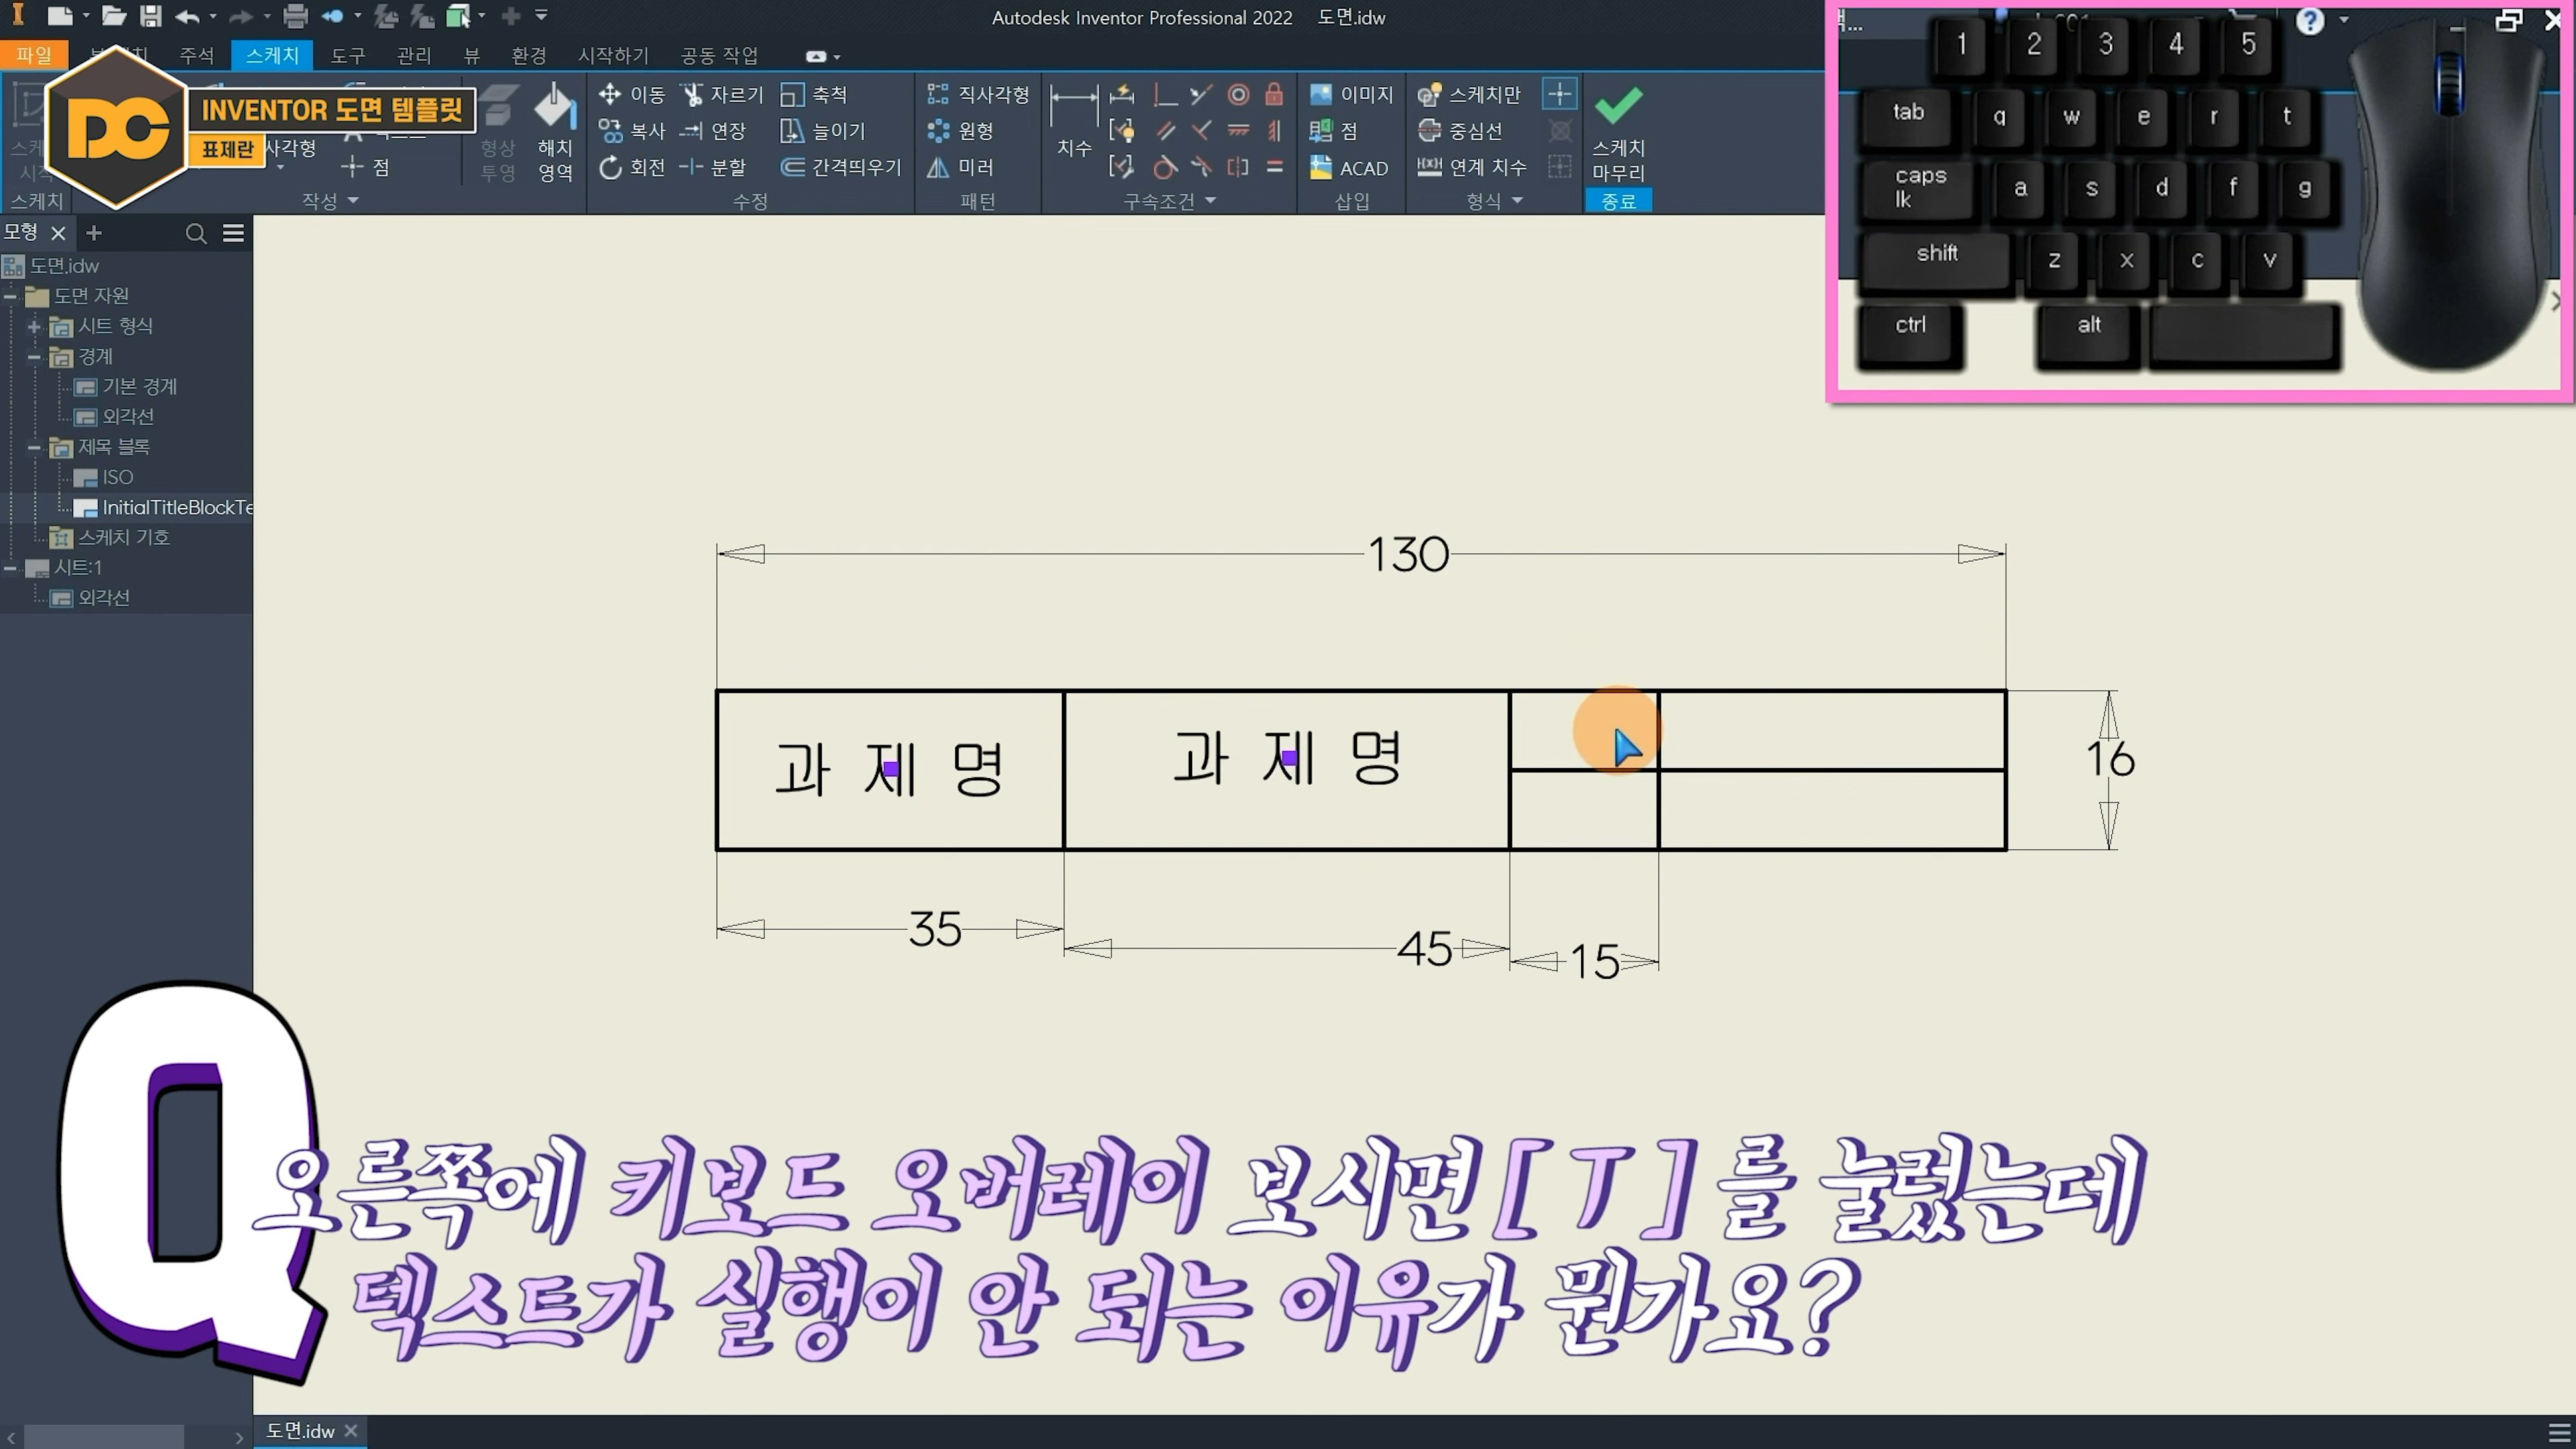 Autodesk Inventor Professional 2022 도면.idw
파일 주석 스케치 도구 관리 뷰 환경 시작하기 공동 작업
DC
INVENTOR 도면 템플릿
표제란
사각형
점
형상 투영
해치 영역
이동 자르기 축척
복사 연장 늘이기
회전 분할 간격띄우기
직사각형
원형
미러
치수
이미지
점
ACAD
스케치만
중심선
연계 치수
스케치 마무리
스케치 작성 수정 패턴 구속조건 삽입 형식 종료
모형
도면.idw
도면 자원
시트 형식
경계
기본 경계
외곽선
제목 블록
ISO
InitialTitleBlockTe
스케치 기호
시트:1
외곽선
1 2 3 4 5
tab q w e r t
caps lk a s d f g
shift z x c v
ctrl alt
130
과 제 명 과 제 명
16
35
45
15
Q
오른쪽에 키보드 오버레이 보시면 [ T ] 를 눌렀는데
텍스트가 실행이 안 되는 이유가 뭔가요?
도면.idw